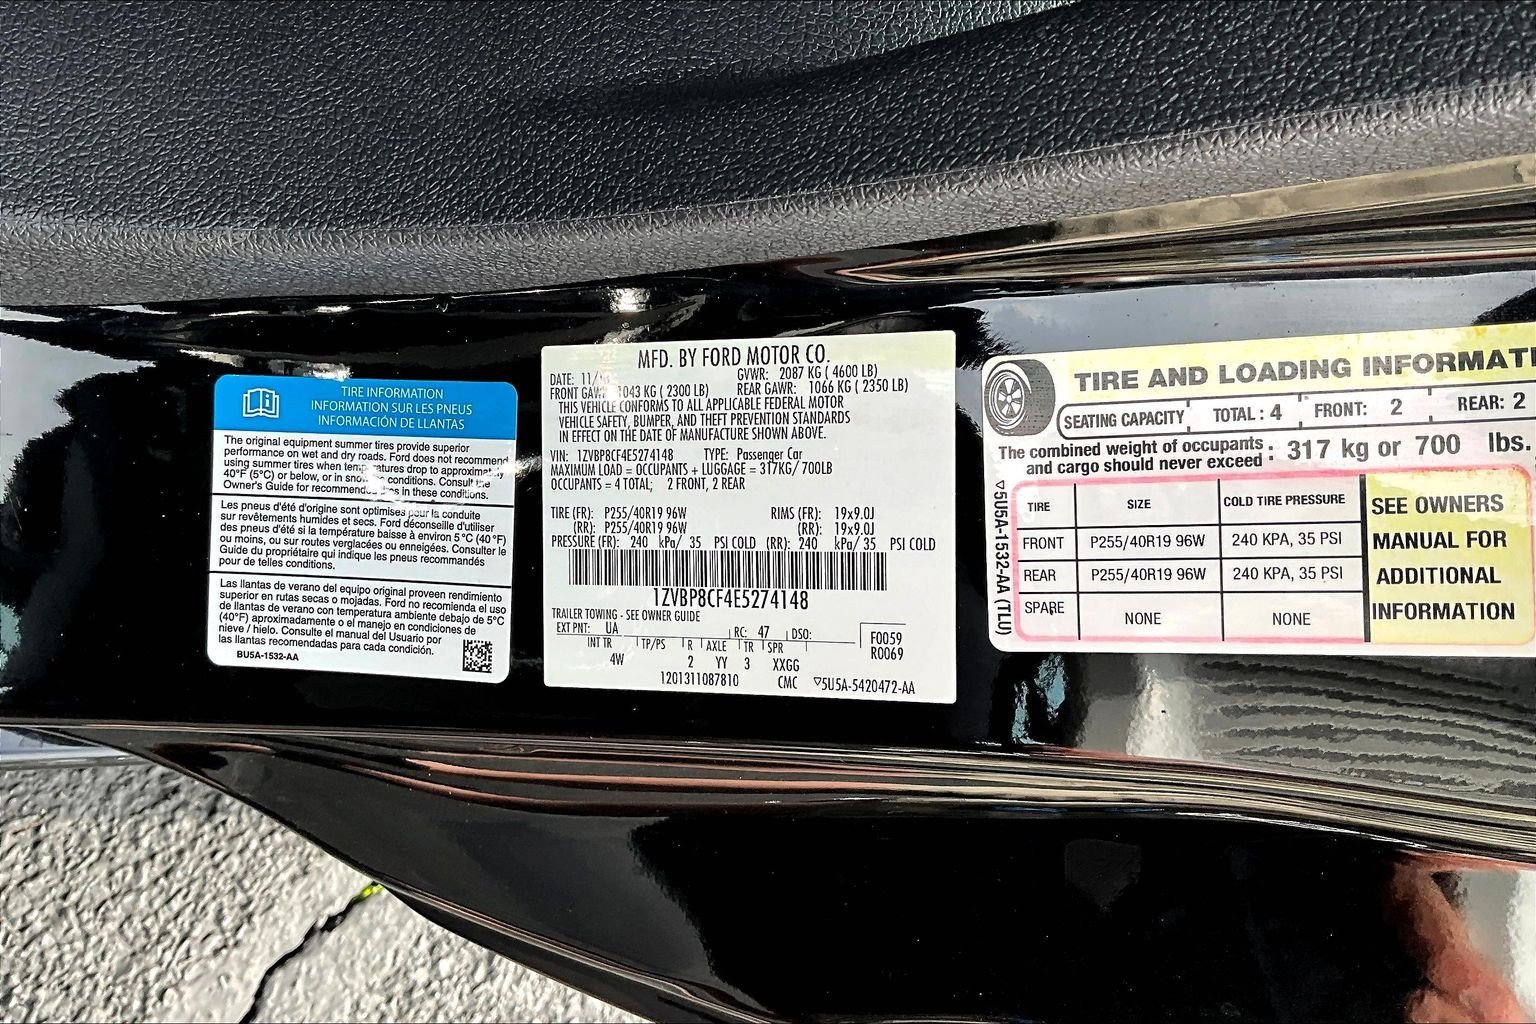 TIRE INFORMATION
INFORMATION SUR LES PNEUS
INFORMACIÓN DE LLANTAS
The original equipment summer tires provide superior
performance on wet and dry roads. Ford does not recommend
using summer tires when temperatures drop to approximately
40°F (5°C) or below, or in snow conditions. Consult the
Owner's Guide for recommended tires in these conditions.
Les pneus d'été d'origine sont optimisés pour la conduite
sur revêtements humides et secs. Ford déconseille d'utiliser
des pneus d'été si la température baisse à environ 5°C (40°F)
ou moins, ou sur routes verglacées ou enneigées. Consulter le
Guide du propriétaire qui indique les pneus recommandés
pour de telles conditions.
Las llantas de verano del equipo original proveen rendimiento
superior en rutas secas o mojadas. Ford no recomienda el uso
de llantas de verano con temperatura ambiente debajo de 5°C
(40°F) aproximadamente o el manejo en condiciones de
nieve / hielo. Consulte el manual del Usuario por
las llantas recomendadas para cada condición.
BU5A-1532-AA
MFD. BY FORD MOTOR CO.
DATE: 11/ GVWR: 2087 KG ( 4600 LB)
FRONT GAWR: 1043 KG ( 2300 LB) REAR GAWR: 1066 KG ( 2350 LB)
THIS VEHICLE CONFORMS TO ALL APPLICABLE FEDERAL MOTOR
VEHICLE SAFETY, BUMPER, AND THEFT PREVENTION STANDARDS
IN EFFECT ON THE DATE OF MANUFACTURE SHOWN ABOVE.
VIN: 1ZVBP8CF4E5274148 TYPE: Passenger Car
MAXIMUM LOAD = OCCUPANTS + LUGGAGE = 317KG/ 700LB
OCCUPANTS = 4 TOTAL; 2 FRONT, 2 REAR
TIRE (FR): P255/40R19 96W RIMS (FR): 19x9.0J
(RR): P255/40R19 96W (RR): 19x9.0J
PRESSURE (FR): 240 kPa/ 35 PSI COLD (RR): 240 kPa/ 35 PSI COLD
1ZVBP8CF4E5274148
TRAILER TOWING - SEE OWNER GUIDE
EXT PNT: UA RC: 47 DSO: F0059
R0069
INT TR TP/PS R AXLE TR SPR
4W 2 YY 3 XXGG
1201311087810 CMC ▽5U5A-5420472-AA
TIRE AND LOADING INFORMATI
SEATING CAPACITY TOTAL : 4 FRONT: 2 REAR: 2
The combined weight of occupants
and cargo should never exceed : 317 kg or 700 lbs.
▽5U5A-1532-AA (TLU)
TIRE SIZE COLD TIRE PRESSURE
FRONT P255/40R19 96W 240 KPA, 35 PSI
REAR P255/40R19 96W 240 KPA, 35 PSI
SPARE NONE NONE
SEE OWNERS
MANUAL FOR
ADDITIONAL
INFORMATION